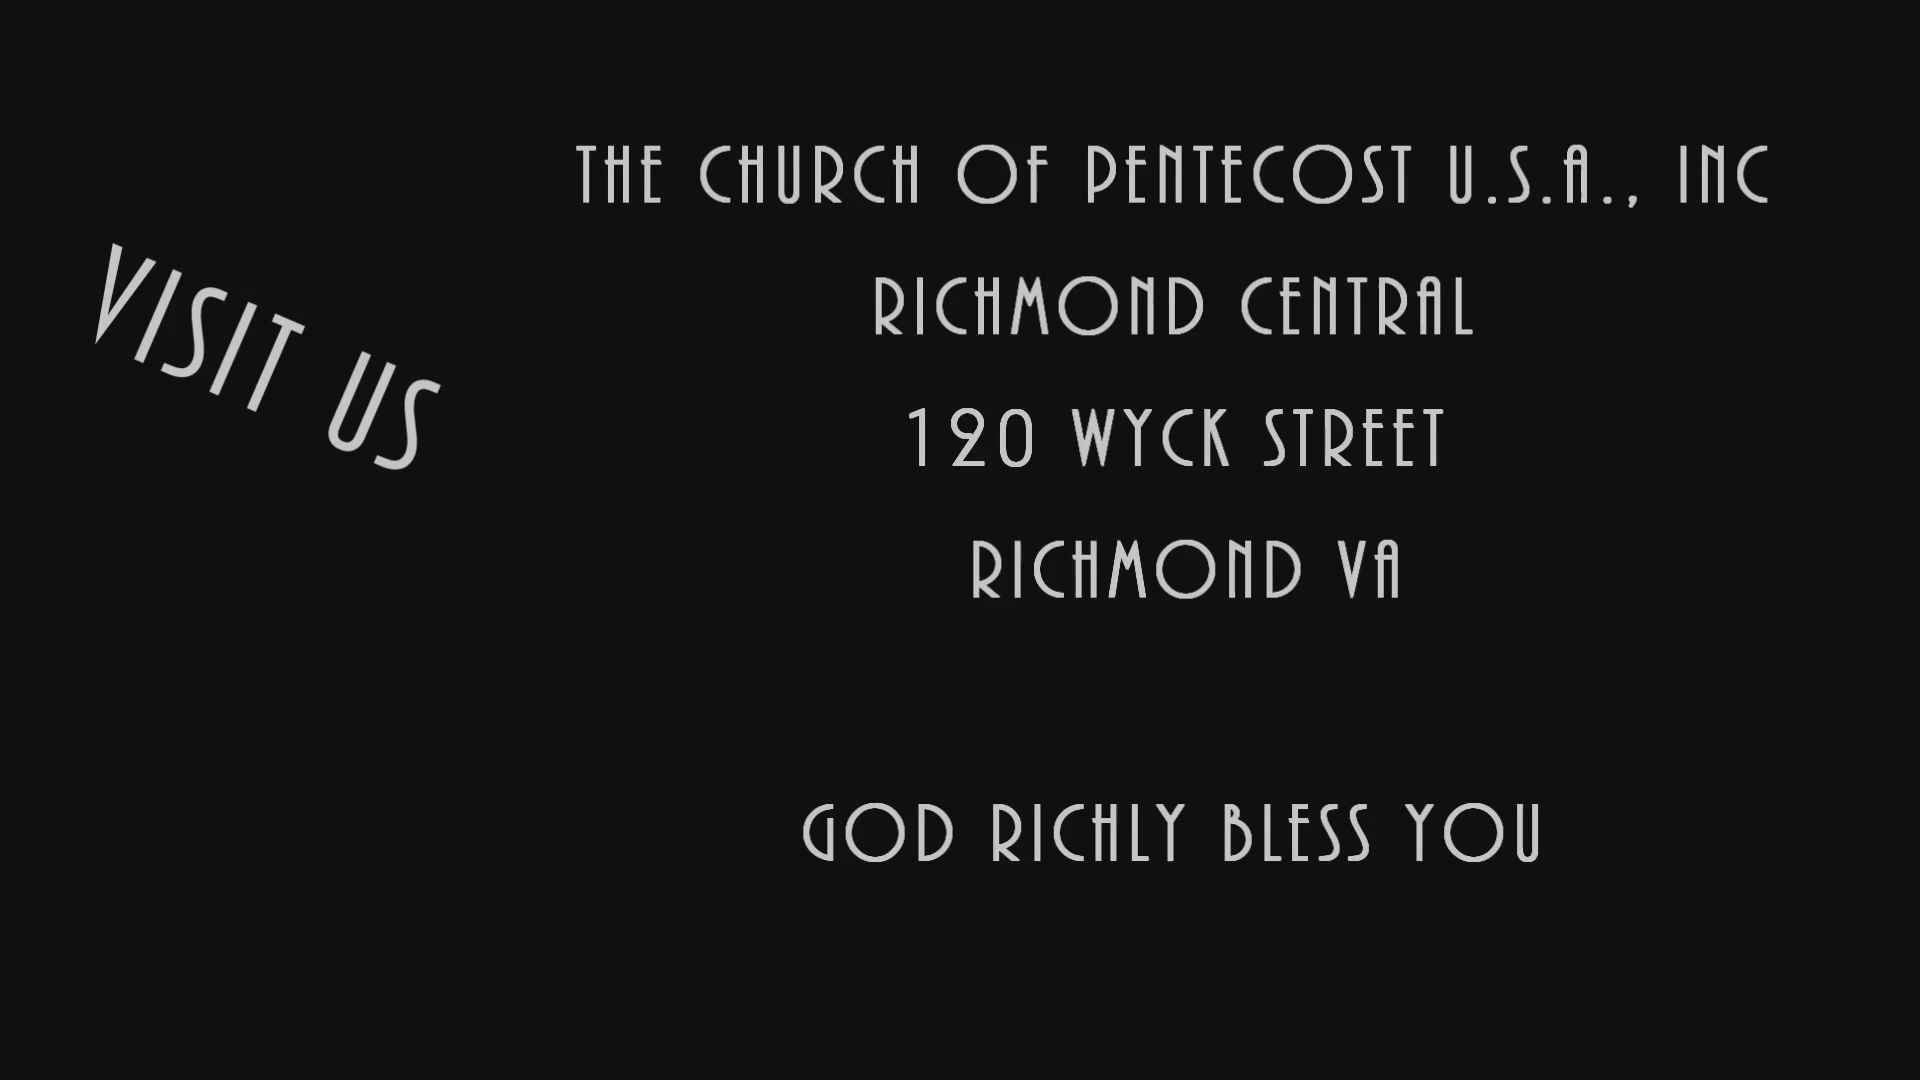 VISIT US
THE CHURCH OF PENTECOST U.S.A., INC
RICHMOND CENTRAL
120 WYCK STREET
RICHMOND VA
GOD RICHLY BLESS YOU